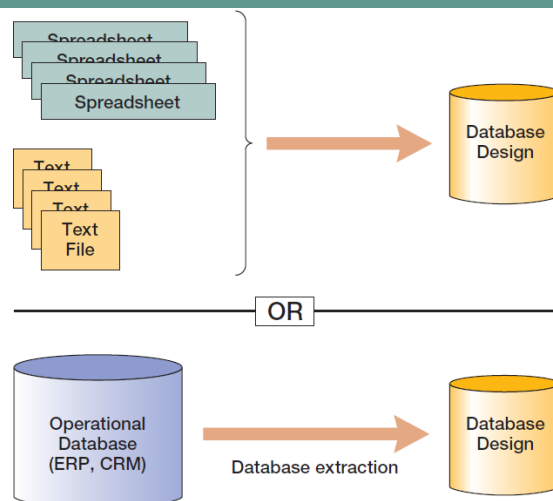 Spreadsheet
Spreadsheet
Spreadsheet
Spreadsheet
Database
Design
Text
Text
Text
Text
File
OR
Operational
Database
(ERP, CRM)
Database extraction
Database
Design